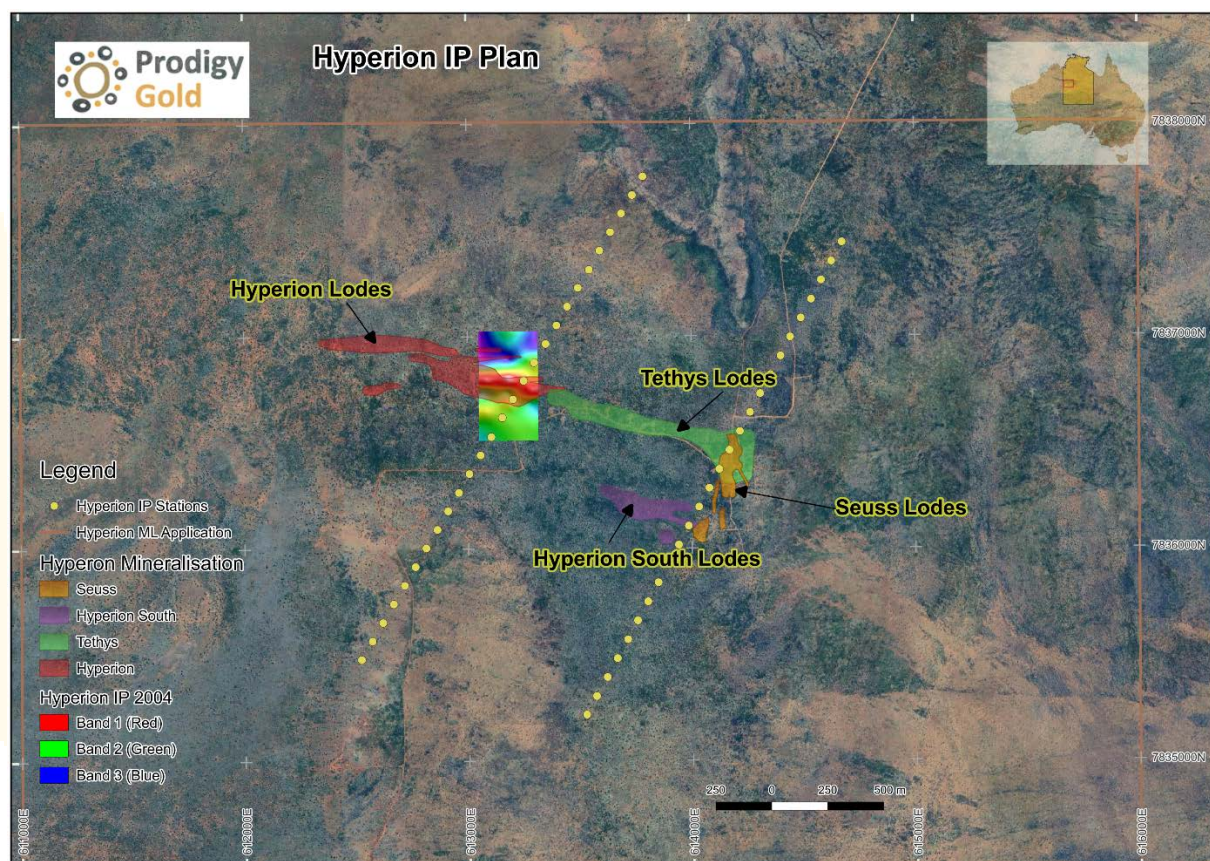 Prodigy
Gold
Hyperion IP Plan
7838000N
Hyperion Lodes
7837000N
Tethys Lodes
Legend
Hyperion IP Stations
Seuss Lodes
Hyperion ML Application
Hyperion South Lodes
7836000N
Hyperon Mineralisation
Seuss
Hyperion South
Tethys
Hyperion
Hyperion IP 2004
Band 1 (Red)
Band 2 (Green)
Band 3 (Blue)
7835000N
250 0 250 500 m
611000E
612000E
613000E
614000E
615000E
616000E